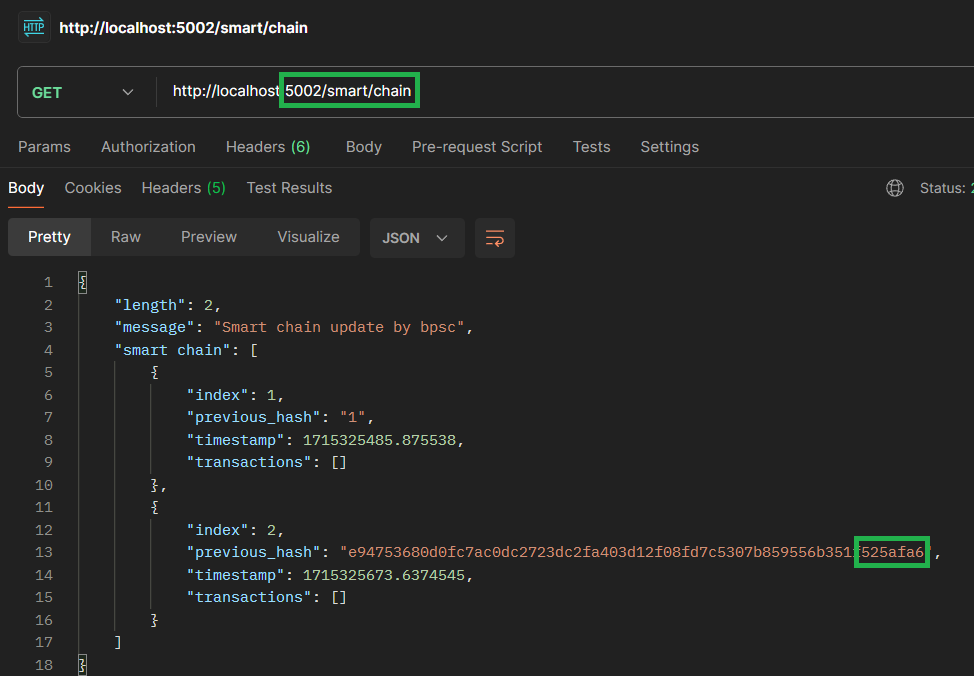 HTTP http://localhost:5002/smart/chain
GET http://localhost:5002/smart/chain
Params Authorization Headers (6) Body Pre-request Script Tests Settings
Body Cookies Headers (5) Test Results Status:
Pretty Raw Preview Visualize JSON
1 {
2 "length": 2,
3 "message": "Smart chain update by bpsc",
4 "smart chain": [
5 {
6 "index": 1,
7 "previous_hash": "1",
8 "timestamp": 1715325485.875538,
9 "transactions": []
10 },
11 {
12 "index": 2,
13 "previous_hash": "e94753680d0fc7ac0dc2723dc2fa403d12f08fd7c5307b859556b351f525afa6",
14 "timestamp": 1715325673.6374545,
15 "transactions": []
16 }
17 ]
18 }